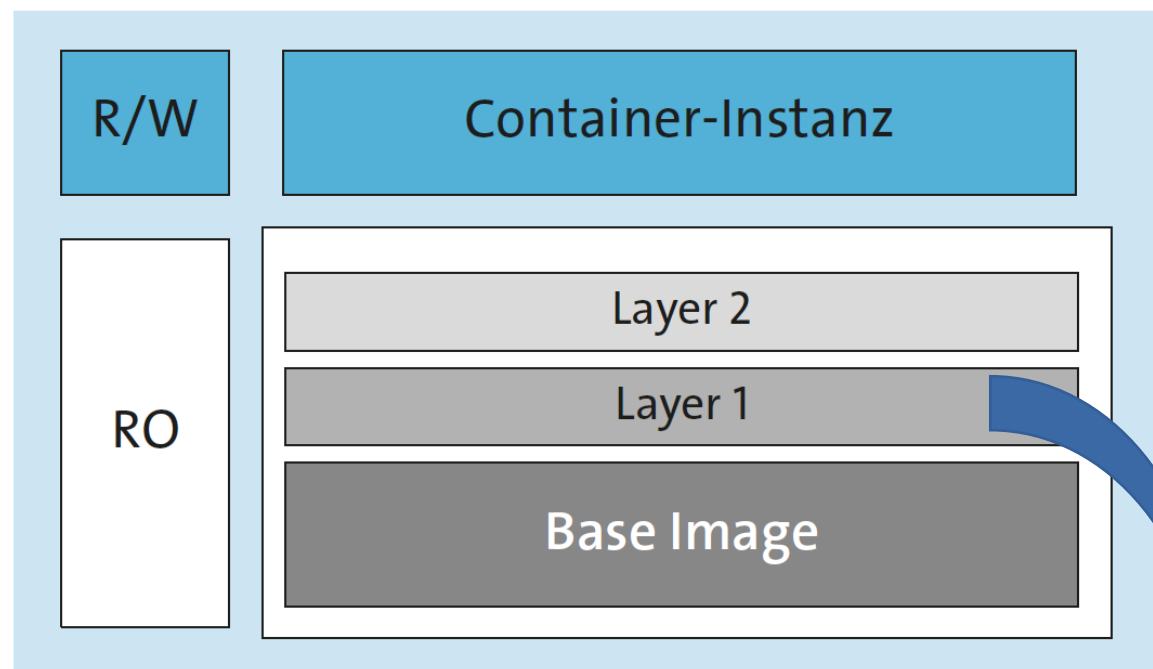 R/W
Container-Instanz
RO
Layer 2
Layer 1
Base Image